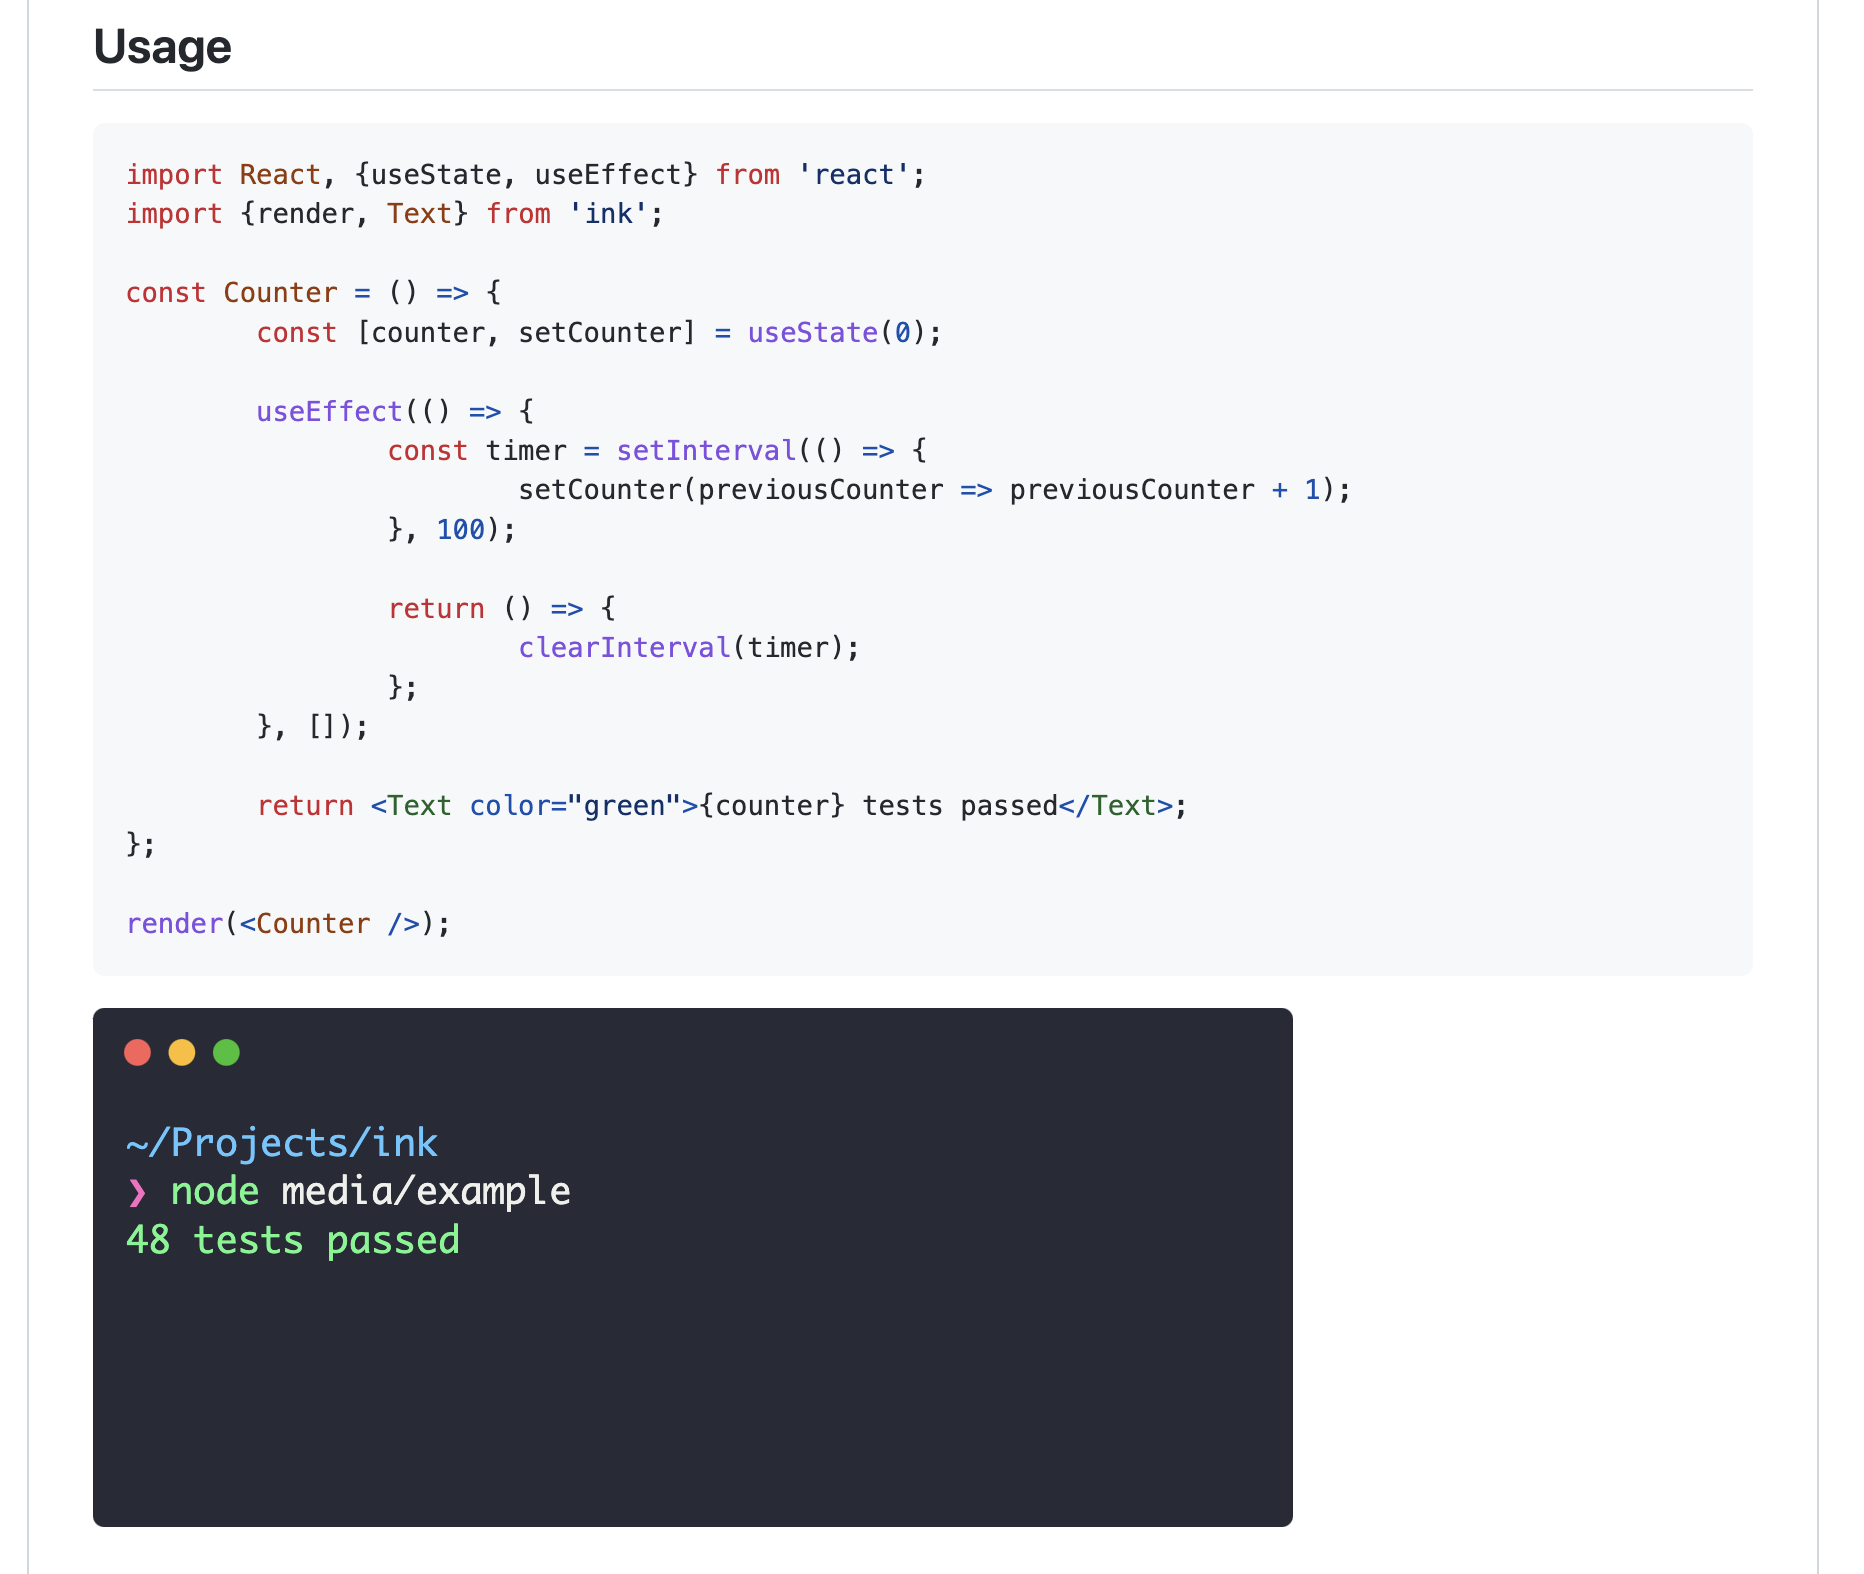 Usage
import React, {useState, useEffect} from 'react';
import {render, Text} from 'ink';
const Counter = () => {
const [counter, setCounter] = useState(0);
useEffect(() => {
const timer = setInterval(() => {
setCounter(previousCounter => previousCounter + 1);
}, 100);
return () => {
clearInterval(timer);
};
}, []);
return <Text color="green">{counter} tests passed</Text>;
};
render(<Counter />);
~/Projects/ink
❯ node media/example
48 tests passed